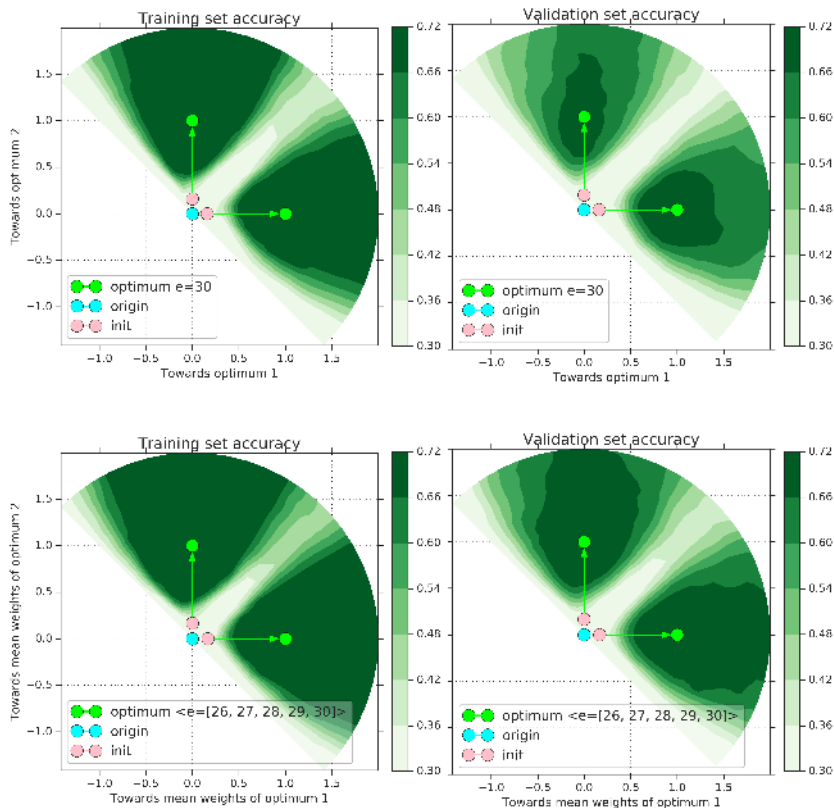 Training set accuracy
Validation set accuracy
1.5
1.0
0.5
0.0
−0.5
−1.0
Towards optimum 2
−1.0 −0.5 0.0 0.5 1.0 1.5
Towards optimum 1
optimum e=30
origin
init
0.72
0.66
0.60
0.54
0.48
0.42
0.36
0.30
−1.0 −0.5 0.0 0.5 1.0 1.5
Towards optimum 1
optimum e=30
origin
init
0.72
0.66
0.60
0.54
0.48
0.42
0.36
0.30
Training set accuracy
Validation set accuracy
1.5
1.0
0.5
0.0
−0.5
−1.0
Towards mean weights of optimum 2
−1.0 −0.5 0.0 0.5 1.0 1.5
Towards mean weights of optimum 1
optimum <e=[26, 27, 28, 29, 30]>
origin
init
0.72
0.66
0.60
0.54
0.48
0.42
0.36
0.30
−1.0 −0.5 0.0 0.5 1.0 1.5
Towards mean weights of optimum 1
optimum <e=[26, 27, 28, 29, 30]>
origin
init
0.72
0.66
0.60
0.54
0.48
0.42
0.36
0.30